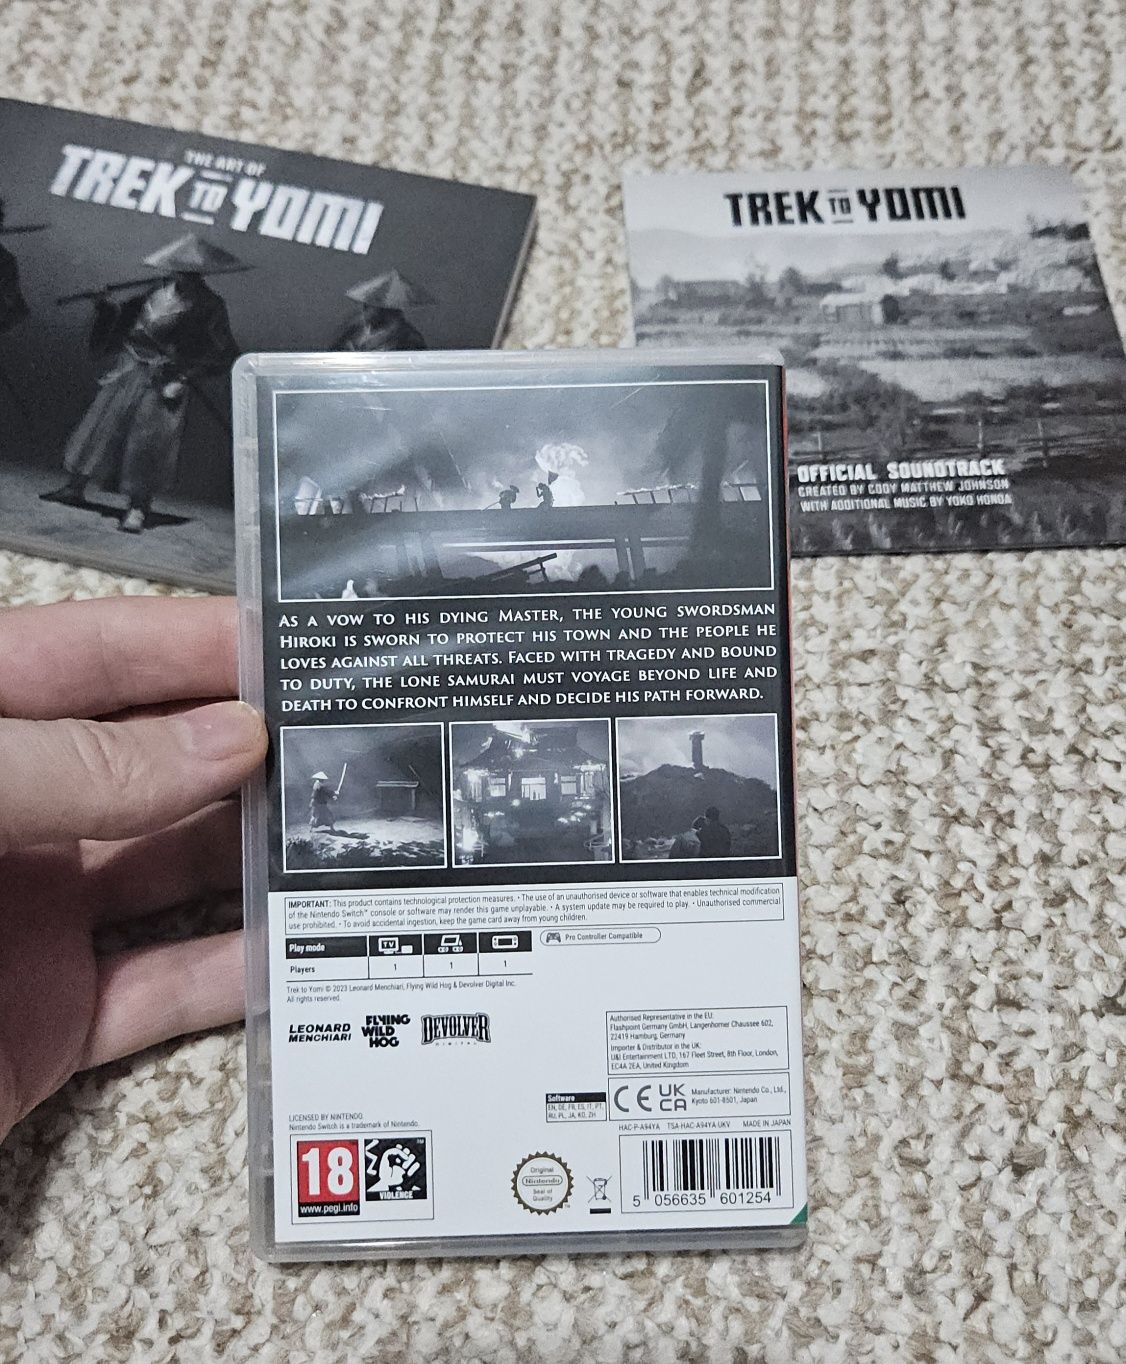 THE ART OF
TREK TO YOMI
TREK TO YOMI
OFFICIAL SOUNDTRACK
CREATED BY CODY MATTHEW JOHNSON
WITH ADDITIONAL MUSIC BY YOKO HONDA
AS A VOW TO HIS DYING MASTER, THE YOUNG SWORDSMAN
HIROKI IS SWORN TO PROTECT HIS TOWN AND THE PEOPLE HE
LOVES AGAINST ALL THREATS. FACED WITH TRAGEDY AND BOUND
TO DUTY, THE LONE SAMURAI MUST VOYAGE BEYOND LIFE AND
DEATH TO CONFRONT HIMSELF AND DECIDE HIS PATH FORWARD.
IMPORTANT: This product contains technological protection measures. • The use of an unauthorised device or software that enables technical modification
of the Nintendo Switch™ console or software may render this game unplayable. • A system update may be required to play. • Unauthorised commercial
use prohibited. • To avoid accidental ingestion, keep the game card away from young children.
Play mode TV
Players 1 1 1
Pro Controller Compatible
Trek to Yomi © 2023 Leonard Menchiari, Flying Wild Hog & Devolver Digital Inc.
All rights reserved.
LEONARD
MENCHIARI
FLYING
WILD
HOG
DEVOLVER
DIGITAL
Authorised Representative in the EU:
Flashpoint Germany GmbH, Langenhorner Chaussee 602,
22419 Hamburg, Germany
Importer & Distributor in the UK:
U&I Entertainment LTD, 167 Fleet Street, 8th Floor, London,
EC4A 2EA, United Kingdom
Software
EN, DE, FR, ES, IT, PT,
RU, PL, JA, KO, ZH
CE UK
CA
Manufacturer: Nintendo Co., Ltd.,
Kyoto 601-8501, Japan
HAC-P-A94YA TSA-HAC-A94YA-UKV MADE IN JAPAN
LICENSED BY NINTENDO
Nintendo Switch is a trademark of Nintendo.
18
www.pegi.info
VIOLENCE
Original
Nintendo
Seal of
Quality
5 056635 601254